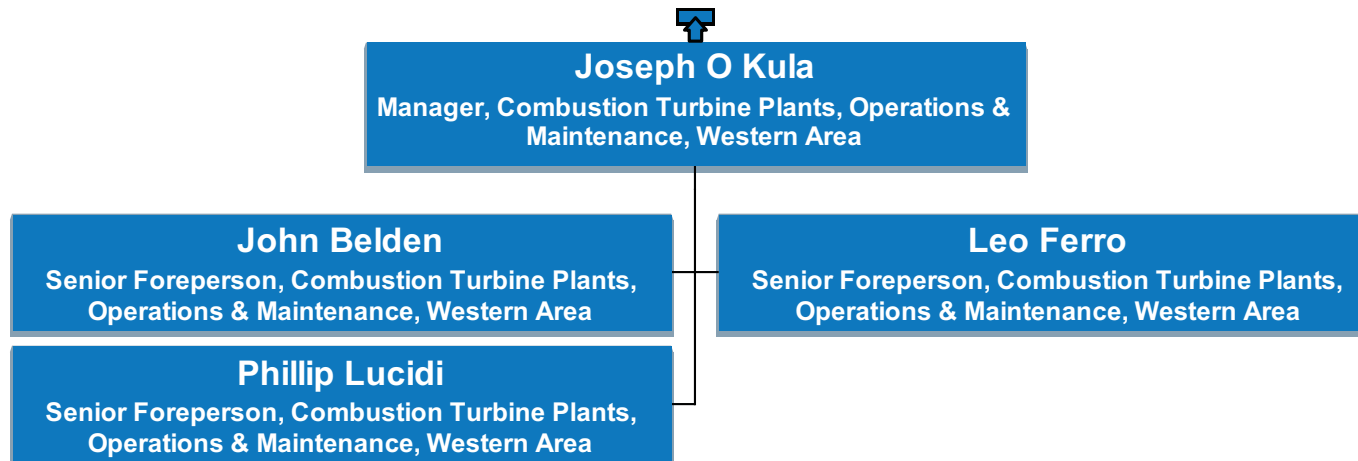 Joseph O Kula
Manager, Combustion Turbine Plants, Operations &
Maintenance, Western Area
John Belden
Senior Foreperson, Combustion Turbine Plants,
Operations & Maintenance, Western Area
Leo Ferro
Senior Foreperson, Combustion Turbine Plants,
Operations & Maintenance, Western Area
Phillip Lucidi
Senior Foreperson, Combustion Turbine Plants,
Operations & Maintenance, Western Area